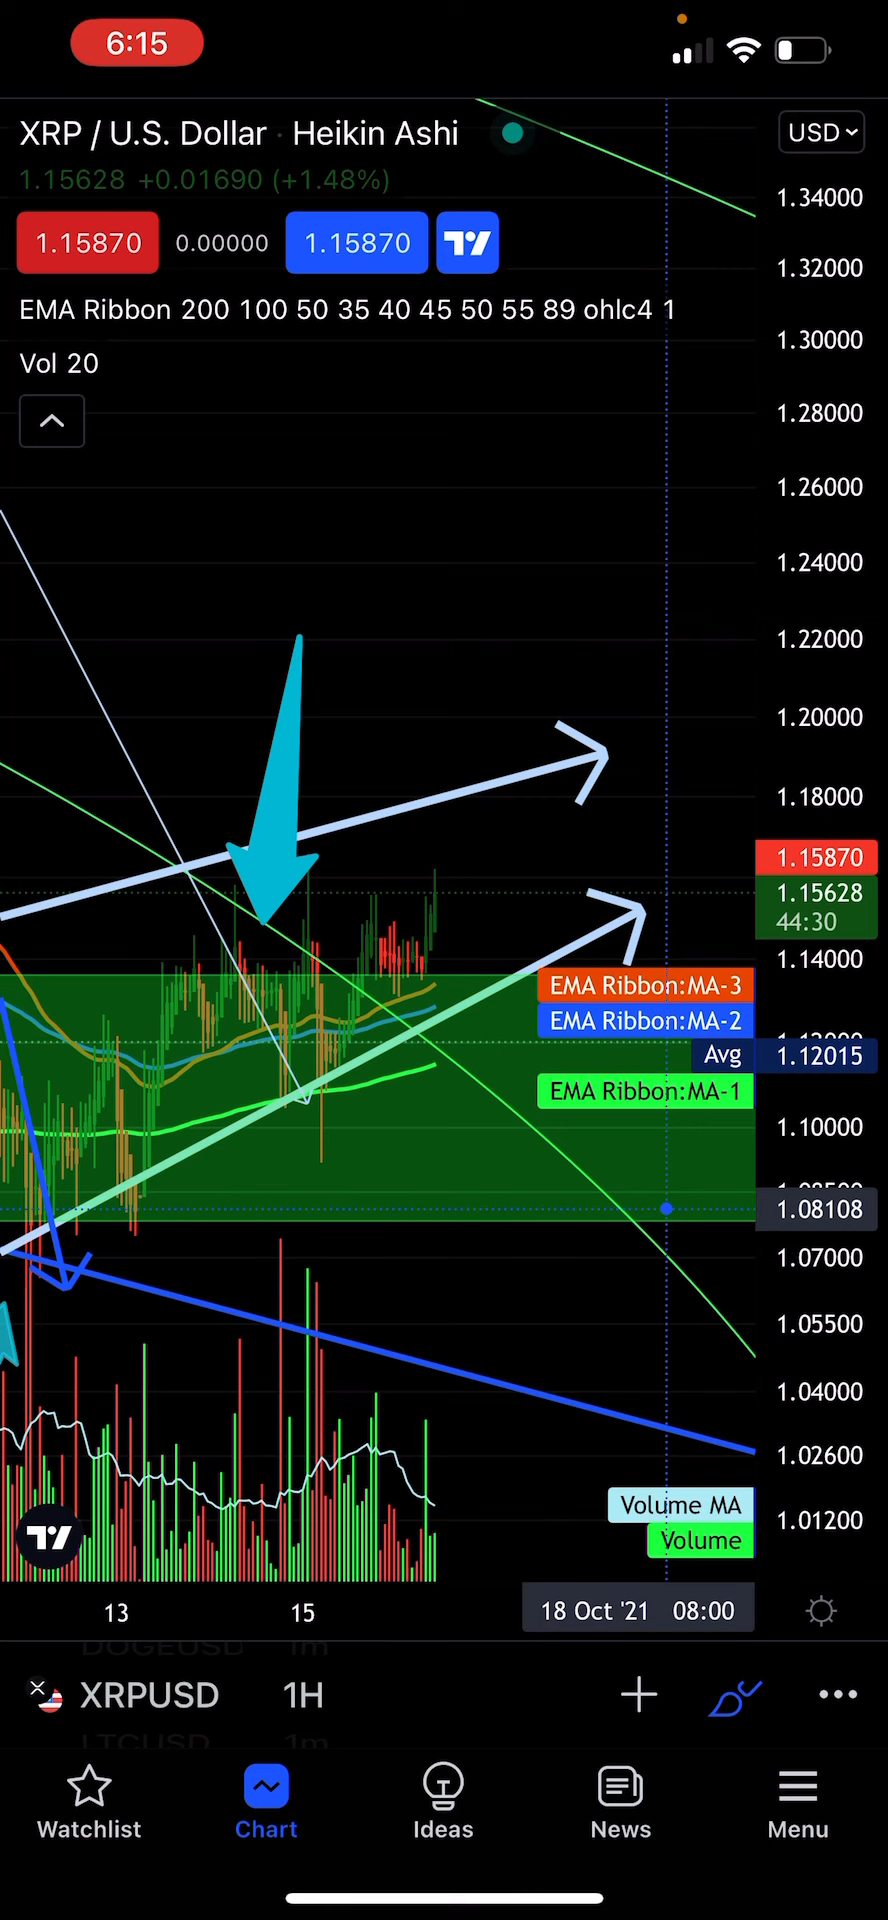 6:15
XRP / U.S. Dollar · Heikin Ashi
USD
1.15628 +0.01690 (+1.48%)
1.15870 0.00000 1.15870
EMA Ribbon 200 100 50 35 40 45 50 55 89 ohlc4 1
Vol 20
1.34000
1.32000
1.30000
1.28000
1.26000
1.24000
1.22000
1.20000
1.18000
1.15870
1.15628
44:30
1.14000
EMA Ribbon:MA-3
EMA Ribbon:MA-2
Avg 1.12015
EMA Ribbon:MA-1
1.10000
1.08108
1.07000
1.05500
1.04000
1.02600
Volume MA
1.01200
Volume
13 15 18 Oct '21 08:00
DOGEUSD 1m
XRPUSD 1H
LTCUSD 1m
Watchlist Chart Ideas News Menu